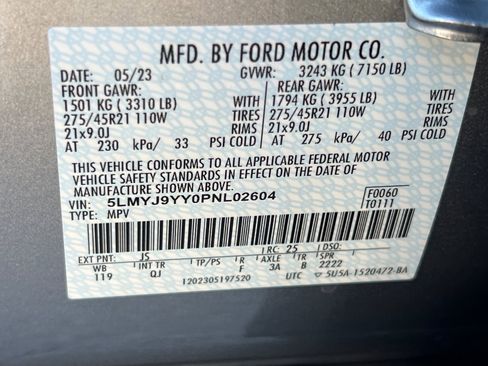 MFD. BY FORD MOTOR CO.
DATE: 05/23 GVWR: 3243 KG (7150 LB)
FRONT GAWR: REAR GAWR:
1501 KG (3310 LB) WITH 1794 KG (3955 LB) WITH
275/45R21 110W TIRES 275/45R21 110W TIRES
21x9.0J RIMS 21x9.0J RIMS
AT 230 kPa/ 33 PSI COLD AT 275 kPa/ 40 PSI COLD
THIS VEHICLE CONFORMS TO ALL APPLICABLE FEDERAL MOTOR
VEHICLE SAFETY STANDARDS IN EFFECT ON THE DATE OF
MANUFACTURE SHOWN ABOVE.
VIN: 5LMYJ9YY0PNL02604 F0060
TYPE: MPV T0111
EXT PNT: JS RC: 25 DSO:
WB INT TR TP/PS R AXLE TR SPR
119 QJ F 3A B 2222
120230519752O UTC 5U5A-1520472-BA